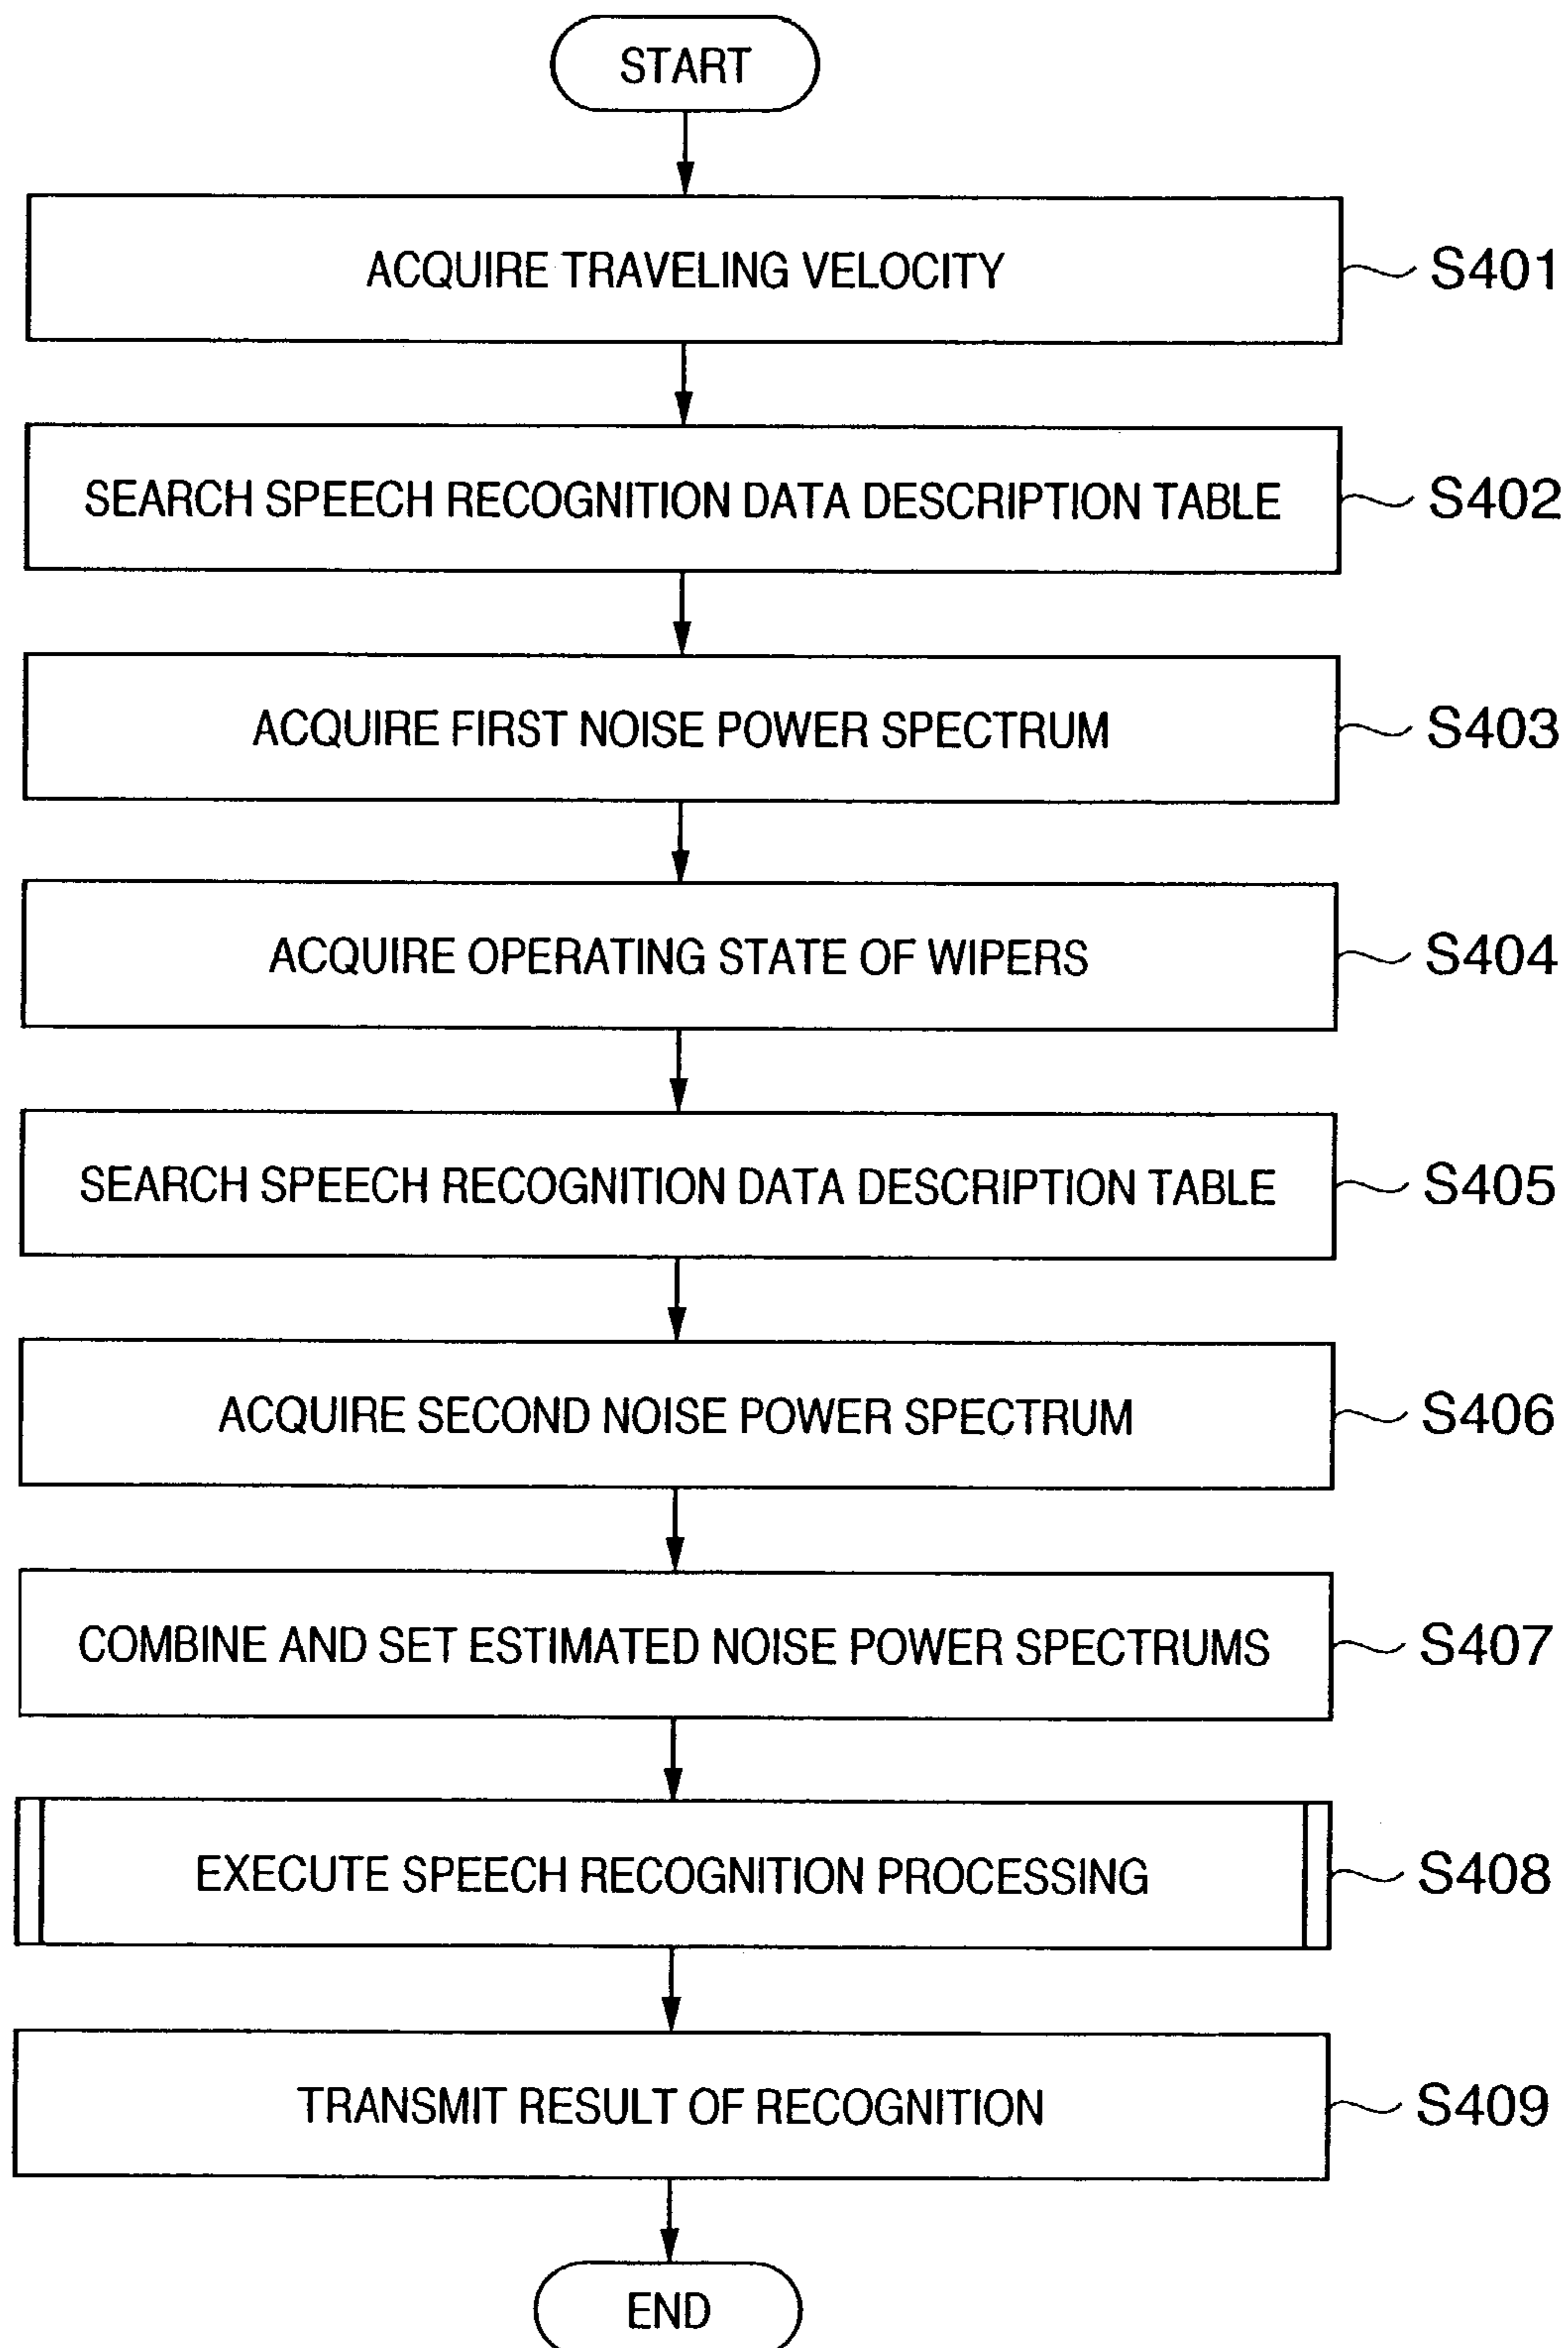 START
ACQUIRE TRAVELING VELOCITY
S401
SEARCH SPEECH RECOGNITION DATA DESCRIPTION TABLE
S402
ACQUIRE FIRST NOISE POWER SPECTRUM
S403
ACQUIRE OPERATING STATE OF WIPERS
S404
SEARCH SPEECH RECOGNITION DATA DESCRIPTION TABLE
S405
ACQUIRE SECOND NOISE POWER SPECTRUM
S406
COMBINE AND SET ESTIMATED NOISE POWER SPECTRUMS
S407
EXECUTE SPEECH RECOGNITION PROCESSING
S408
TRANSMIT RESULT OF RECOGNITION
S409
END